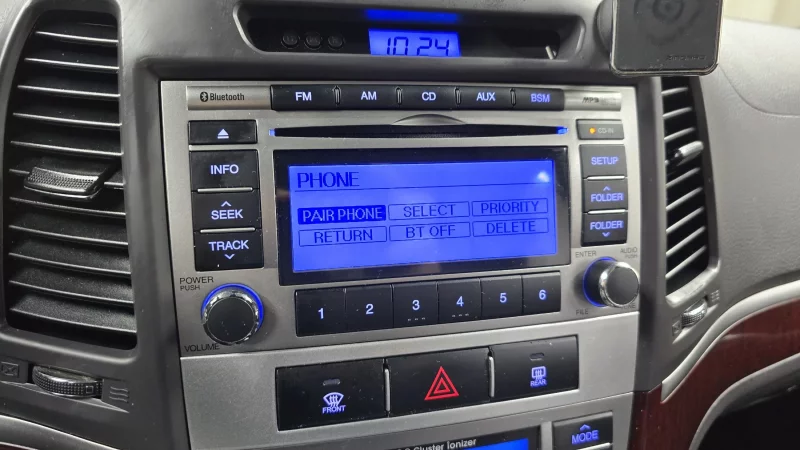 10:24
Bluetooth FM AM CD AUX BSM MP3
CD-IN
INFO
SEEK
TRACK
PHONE
PAIR PHONE SELECT PRIORITY
RETURN BT OFF DELETE
SETUP
FOLDER
FOLDER
POWER
PUSH
VOLUME
ENTER
AUDIO
FILE
1 2 3 4 5 6
FRONT
REAR
Cluster ionizer
MODE